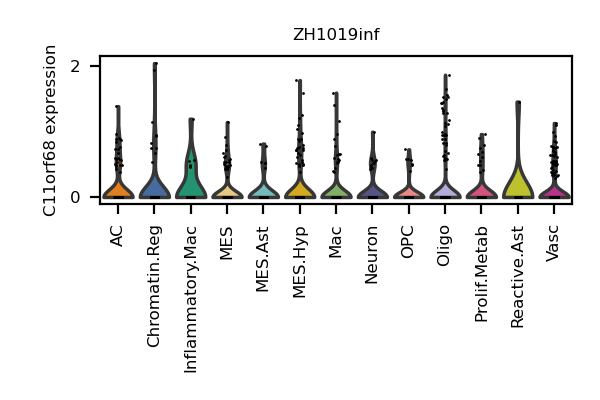 ZH1019inf
C11orf68 expression
2
0
AC
Chromatin.Reg
Inflammatory.Mac
MES
MES.Ast
MES.Hyp
Mac
Neuron
OPC
Oligo
Prolif.Metab
Reactive.Ast
Vasc